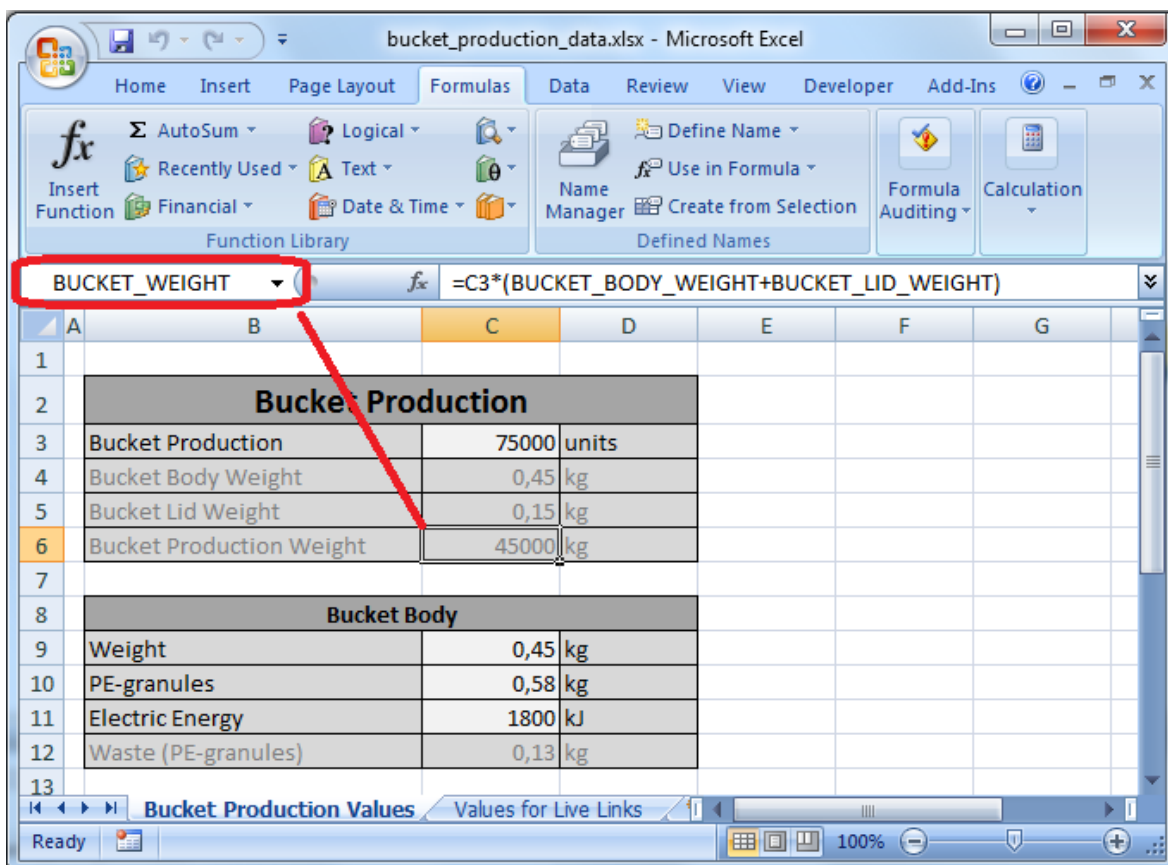 bucket_production_data.xlsx - Microsoft Excel
Home Insert Page Layout Formulas Data Review View Developer Add-Ins
fx Σ AutoSum Logical Define Name
Recently Used Text fx Use in Formula
Insert Function Financial Date & Time Name Manager Create from Selection Formula Auditing Calculation
Function Library Defined Names
BUCKET_WEIGHT fx =C3*(BUCKET_BODY_WEIGHT+BUCKET_LID_WEIGHT)
A B C D E F G
1
2 Bucket Production
3 Bucket Production 75000 units
4 Bucket Body Weight 0,45 kg
5 Bucket Lid Weight 0,15 kg
6 Bucket Production Weight 45000 kg
7
8 Bucket Body
9 Weight 0,45 kg
10 PE-granules 0,58 kg
11 Electric Energy 1800 kJ
12 Waste (PE-granules) 0,13 kg
13
Bucket Production Values Values for Live Links
Ready 100%